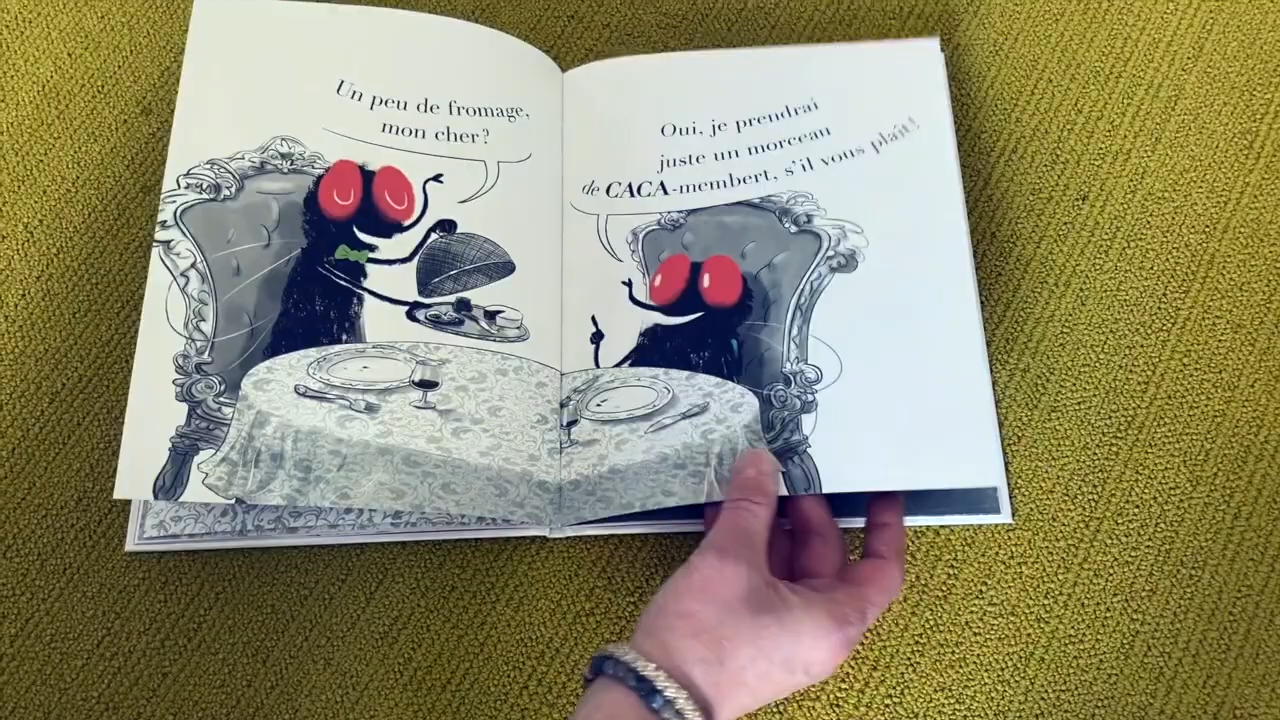 Un peu de fromage,
mon cher ?
Oui, je prendrai
juste un morceau
de CACA-membert, s'il vous plaît !